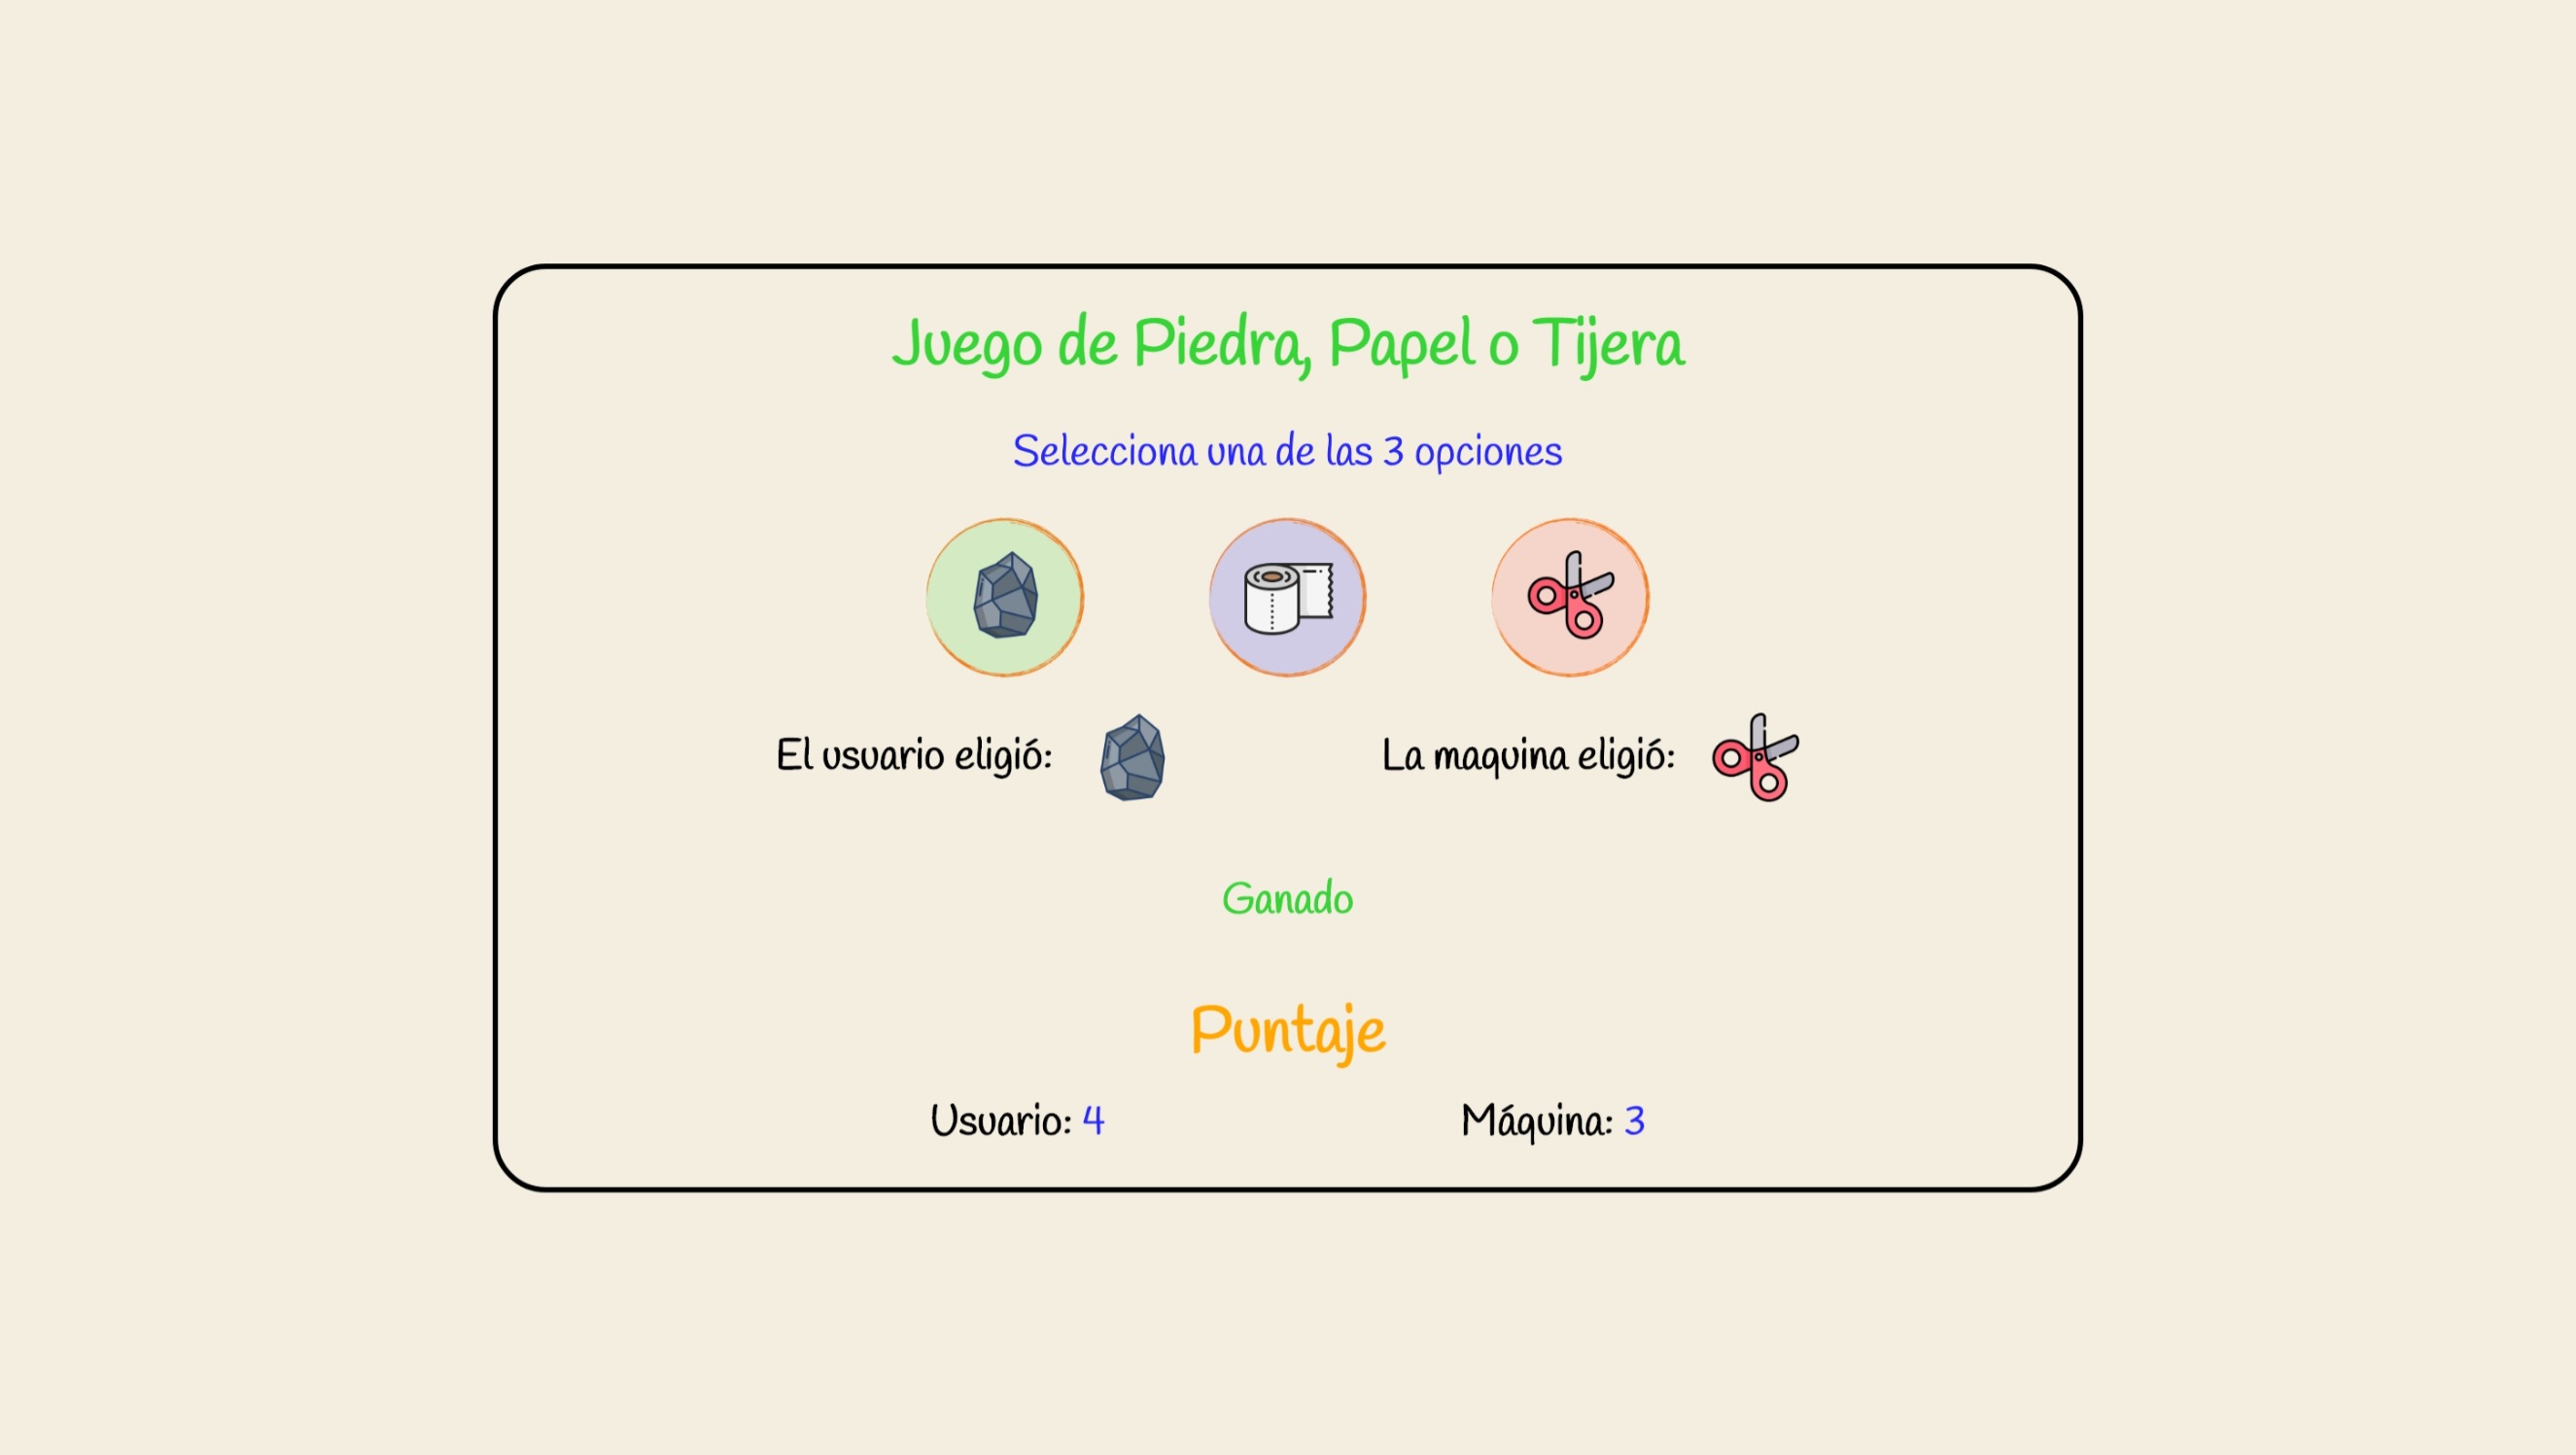 Juego de Piedra, Papel o Tijera
Selecciona una de las 3 opciones
El usuario eligió: La maquina eligió:
Ganado
Puntaje
Usuario: 4 Máquina: 3